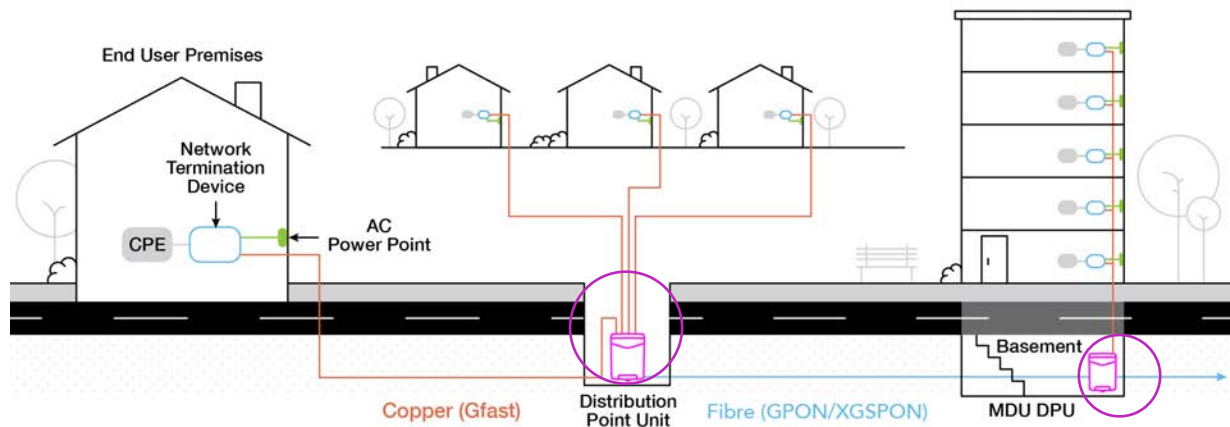 End User Premises
Network
Termination
Device
CPE
AC
Power Point
Basement
Copper (Gfast)
Distribution
Point Unit
Fibre (GPON/XGSPON)
MDU DPU